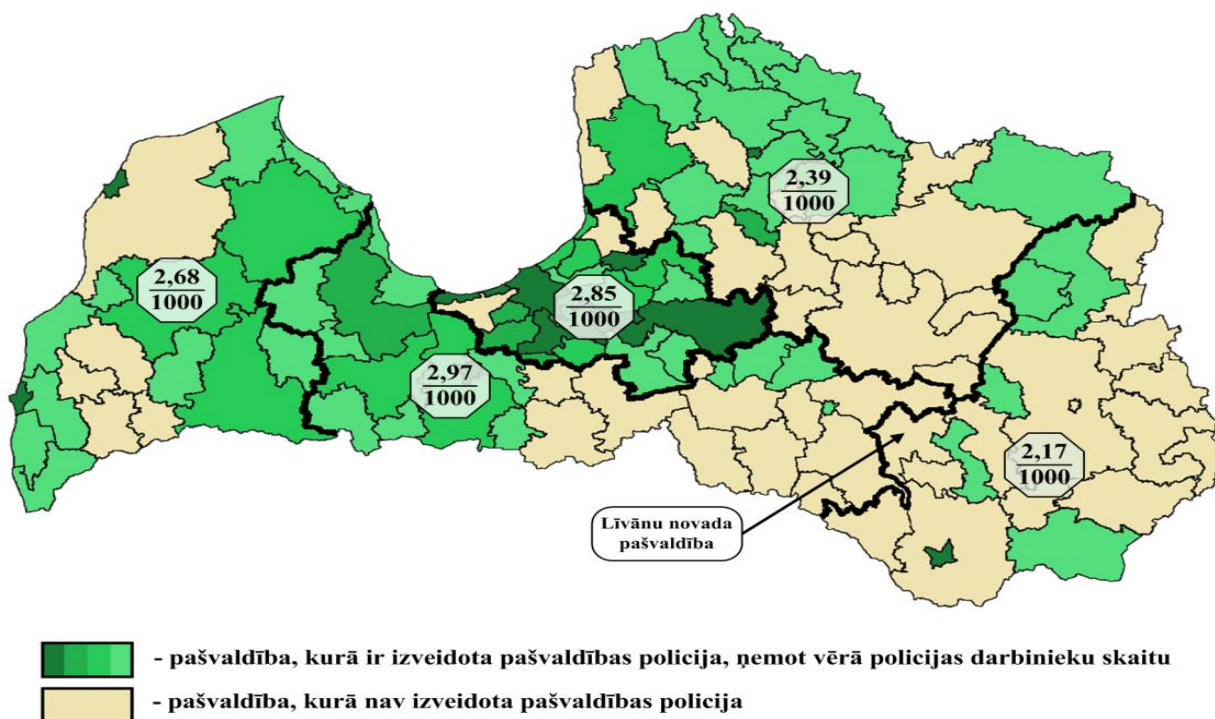 2,39
1000
2,68
1000
2,85
1000
2,97
1000
2,17
1000
Līvānu novada
pašvaldība
- pašvaldība, kurā ir izveidota pašvaldības policija, ņemot vērā policijas darbinieku skaitu
- pašvaldība, kurā nav izveidota pašvaldības policija